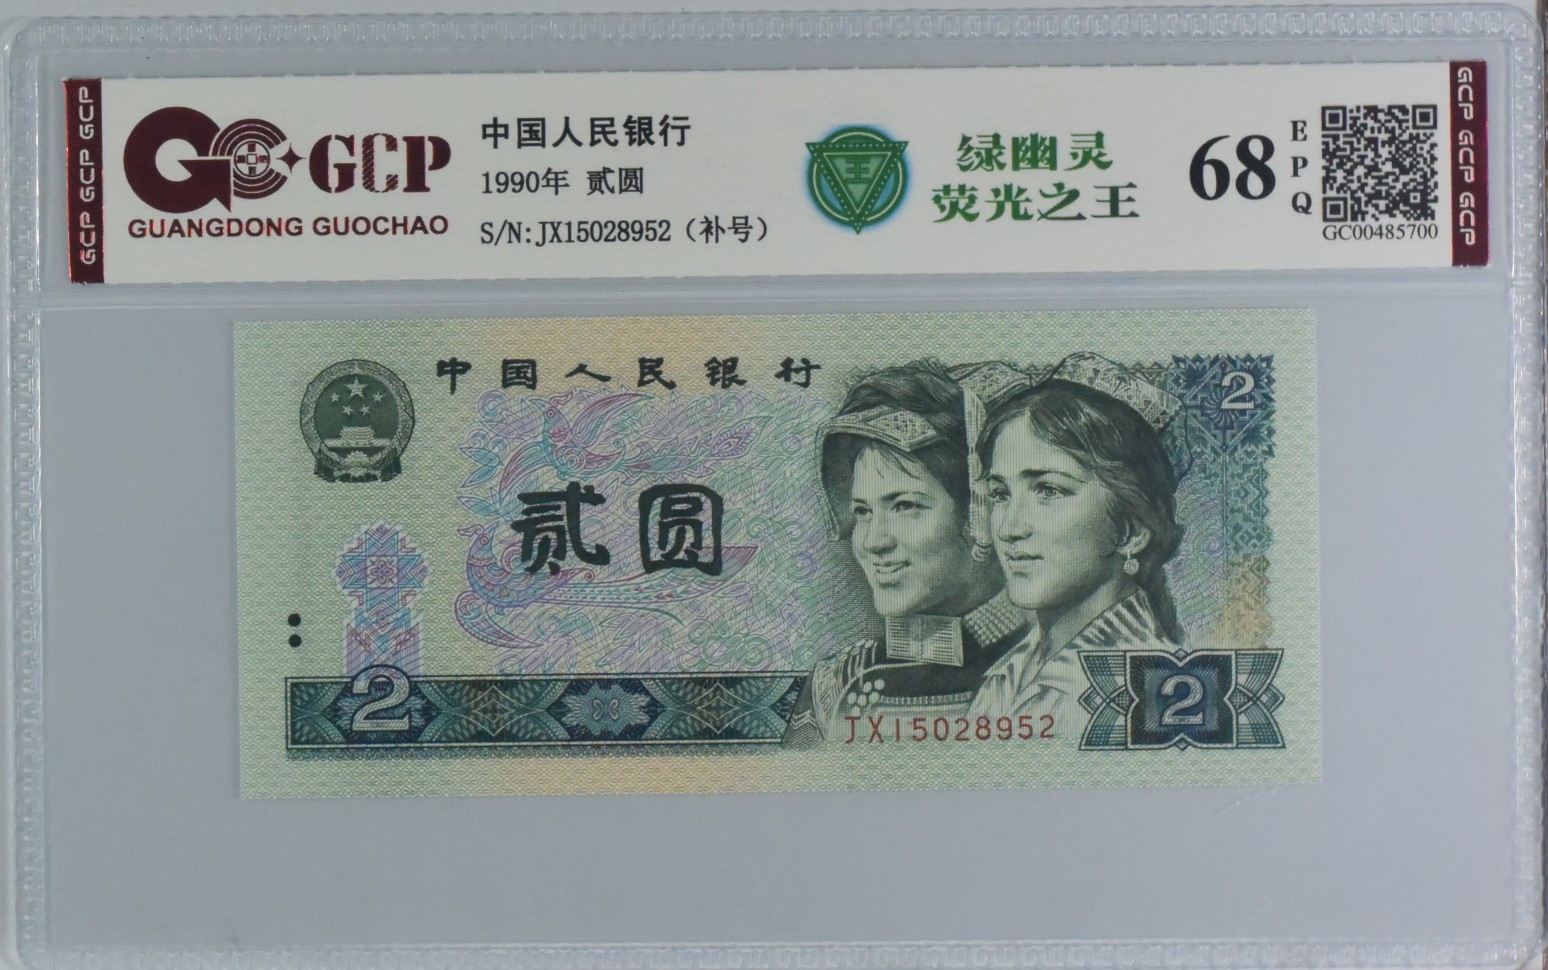 GCP GCP GCP
GCP
GUANGDONG GUOCHAO
中国人民银行
1990年 贰圆
S/N:JX15028952（补号）
王
绿幽灵
荧光之王
68
EPQ
GC00485700
GCP GCP GCP
中国人民银行
2
贰圆
2
JX15028952
2